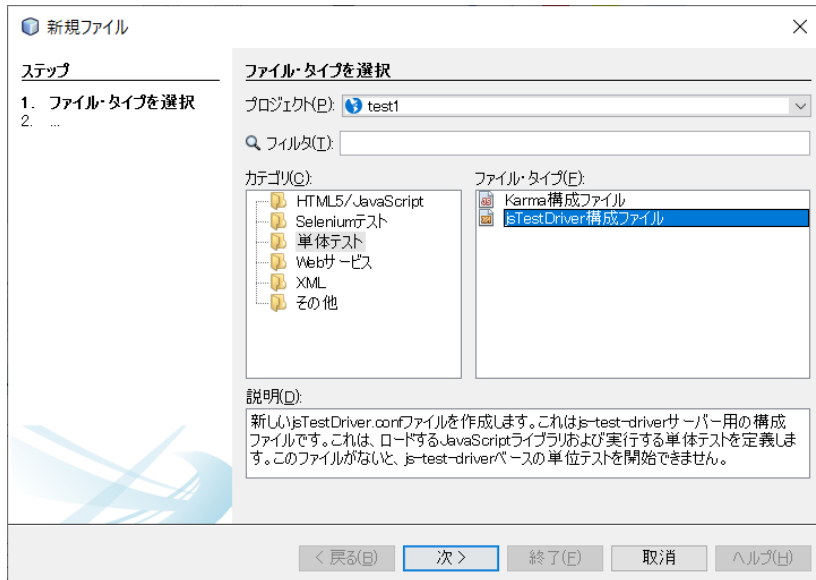 新規ファイル
ステップ
1. ファイル・タイプを選択
2. ...
ファイル・タイプを選択
プロジェクト(P): test1
フィルタ(I):
カテゴリ(C):
HTML5/JavaScript
Seleniumテスト
単体テスト
Webサービス
XML
その他
ファイル・タイプ(F):
Karma構成ファイル
jsTestDriver構成ファイル
説明(D):
新しいjsTestDriver.confファイルを作成します。これはjs-test-driverサーバー用の構成
ファイルです。これは、ロードするJavaScriptライブラリおよび実行する単体テストを定義しま
す。このファイルがないと、js-test-driverベースの単位テストを開始できません。
< 戻る(B)
次 >
終了(F)
取消
ヘルプ(H)